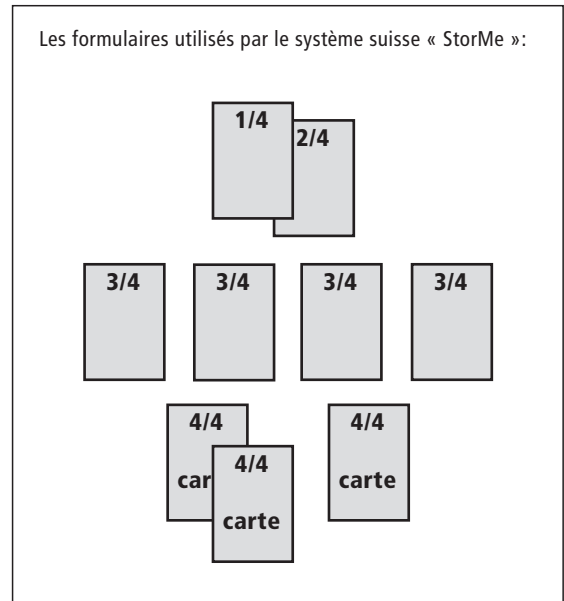 Les formulaires utilisés par le système suisse « StorMe »:
1/4
2/4
3/4 3/4 3/4 3/4
4/4 4/4
4/4
car carte
carte